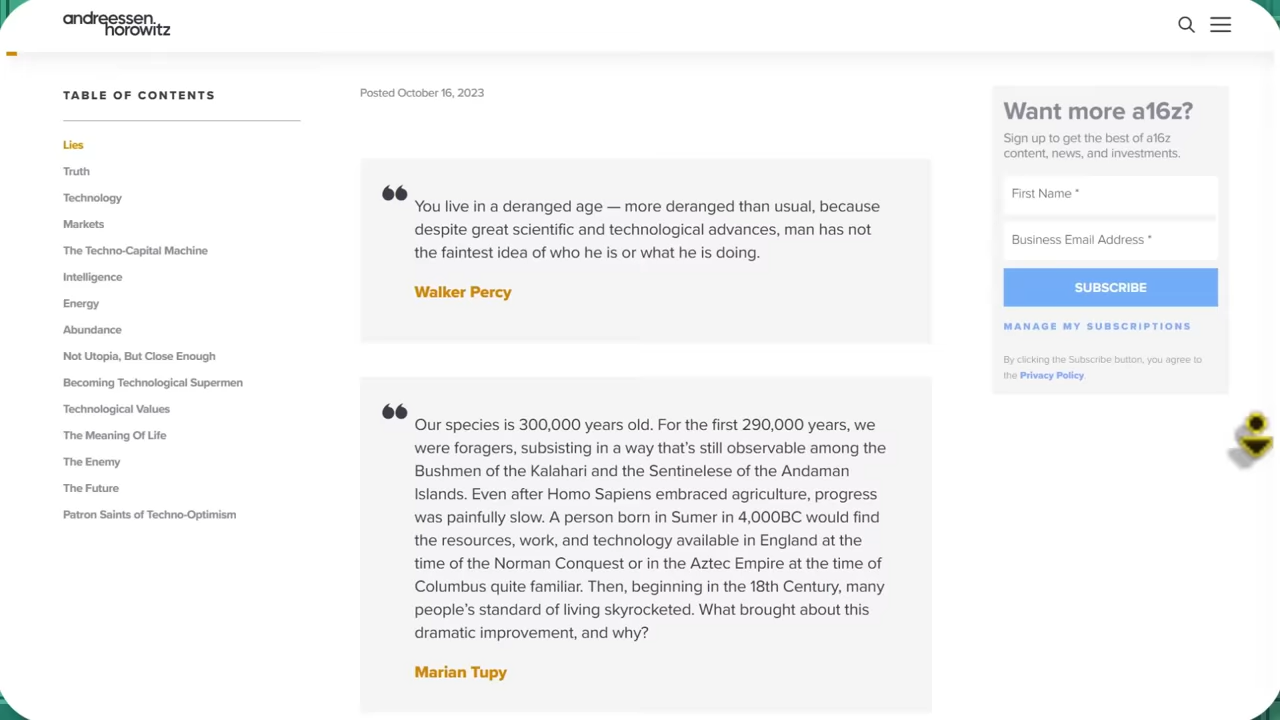 andreessen.
horowitz
TABLE OF CONTENTS
Lies
Truth
Technology
Markets
The Techno-Capital Machine
Intelligence
Energy
Abundance
Not Utopia, But Close Enough
Becoming Technological Supermen
Technological Values
The Meaning Of Life
The Enemy
The Future
Patron Saints of Techno-Optimism
Posted October 16, 2023
You live in a deranged age — more deranged than usual, because
despite great scientific and technological advances, man has not
the faintest idea of who he is or what he is doing.
Walker Percy
Our species is 300,000 years old. For the first 290,000 years, we
were foragers, subsisting in a way that’s still observable among the
Bushmen of the Kalahari and the Sentinelese of the Andaman
Islands. Even after Homo Sapiens embraced agriculture, progress
was painfully slow. A person born in Sumer in 4,000BC would find
the resources, work, and technology available in England at the
time of the Norman Conquest or in the Aztec Empire at the time of
Columbus quite familiar. Then, beginning in the 18th Century, many
people’s standard of living skyrocketed. What brought about this
dramatic improvement, and why?
Marian Tupy
Want more a16z?
Sign up to get the best of a16z
content, news, and investments.
First Name *
Business Email Address *
SUBSCRIBE
MANAGE MY SUBSCRIPTIONS
By clicking the Subscribe button, you agree to
the Privacy Policy.